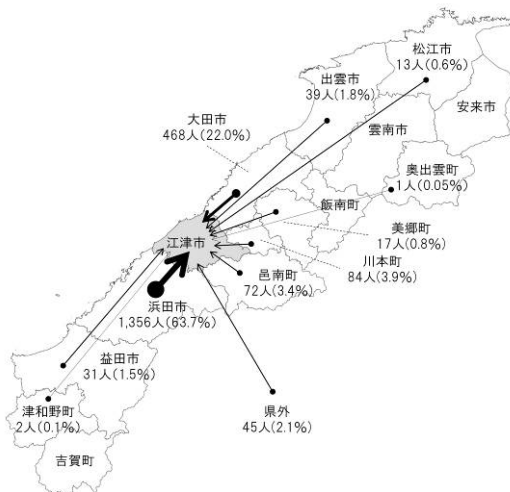 松江市
13人(0.6%)
出雲市
39人(1.8%)
安来市
大田市
468人(22.0%)
雲南市
奥出雲町
1人(0.05%)
飯南町
美郷町
17人(0.8%)
江津市
川本町
84人(3.9%)
邑南町
72人(3.4%)
浜田市
1,356人(63.7%)
益田市
31人(1.5%)
津和野町
2人(0.1%)
県外
45人(2.1%)
吉賀町